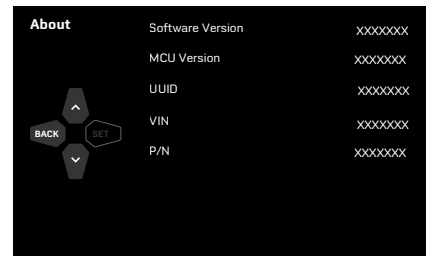 About
Software Version XXXXXXX
MCU Version XXXXXXX
UUID XXXXXXX
VIN XXXXXXX
BACK SET
P/N XXXXXXX